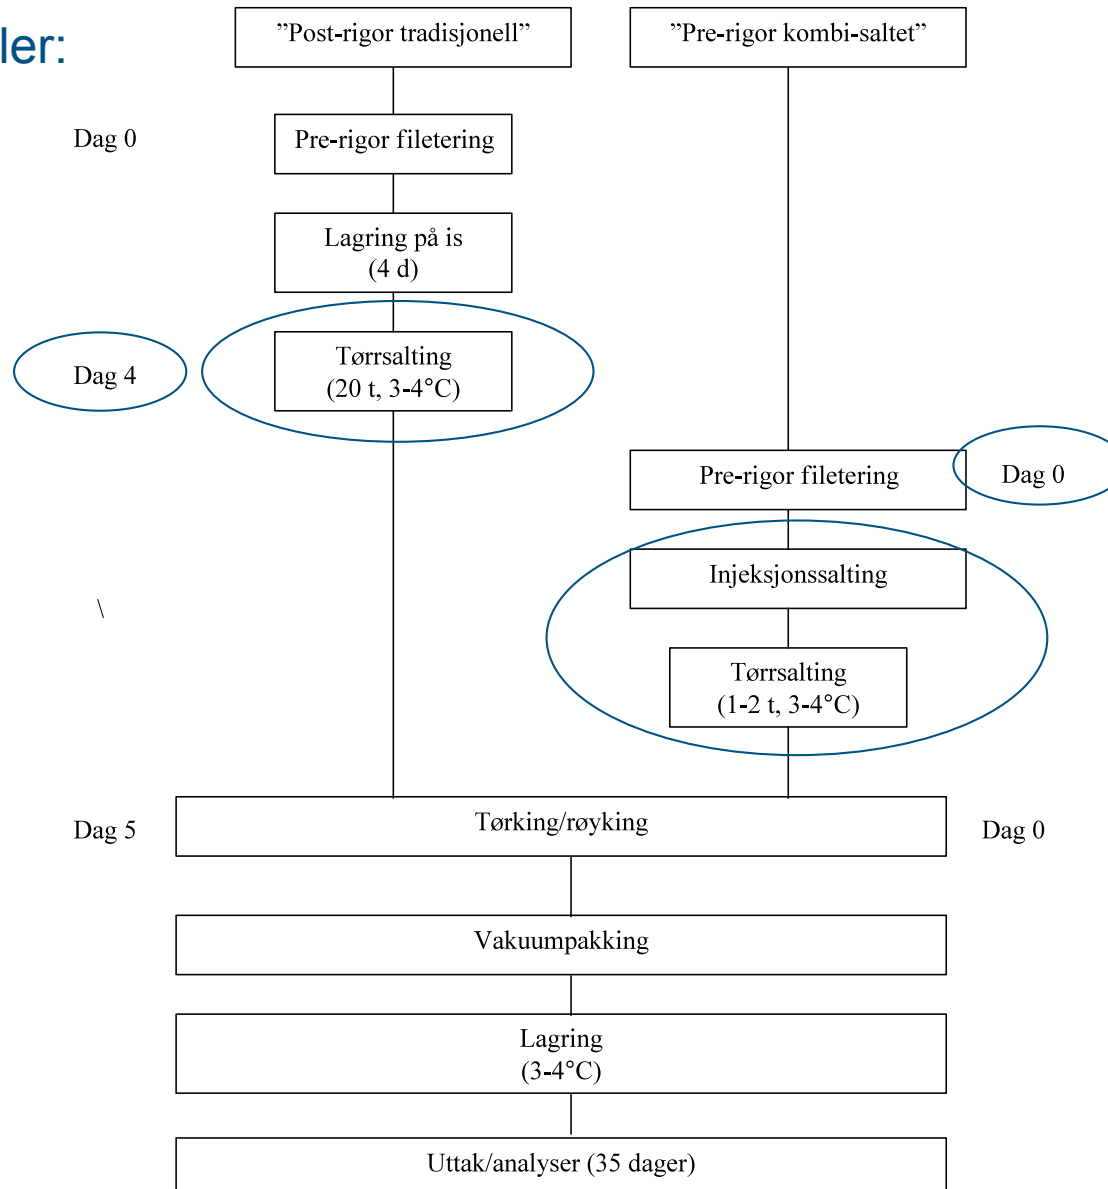 ler:
”Post-rigor tradisjonell”
”Pre-rigor kombi-saltet”
Dag 0
Pre-rigor filetering
Lagring på is
(4 d)
Dag 4
Tørrsalting
(20 t, 3-4°C)
Pre-rigor filetering
Dag 0
Injeksjonssalting
\
Tørrsalting
(1-2 t, 3-4°C)
Dag 5
Tørking/røyking
Dag 0
Vakuumpakking
Lagring
(3-4°C)
Uttak/analyser (35 dager)